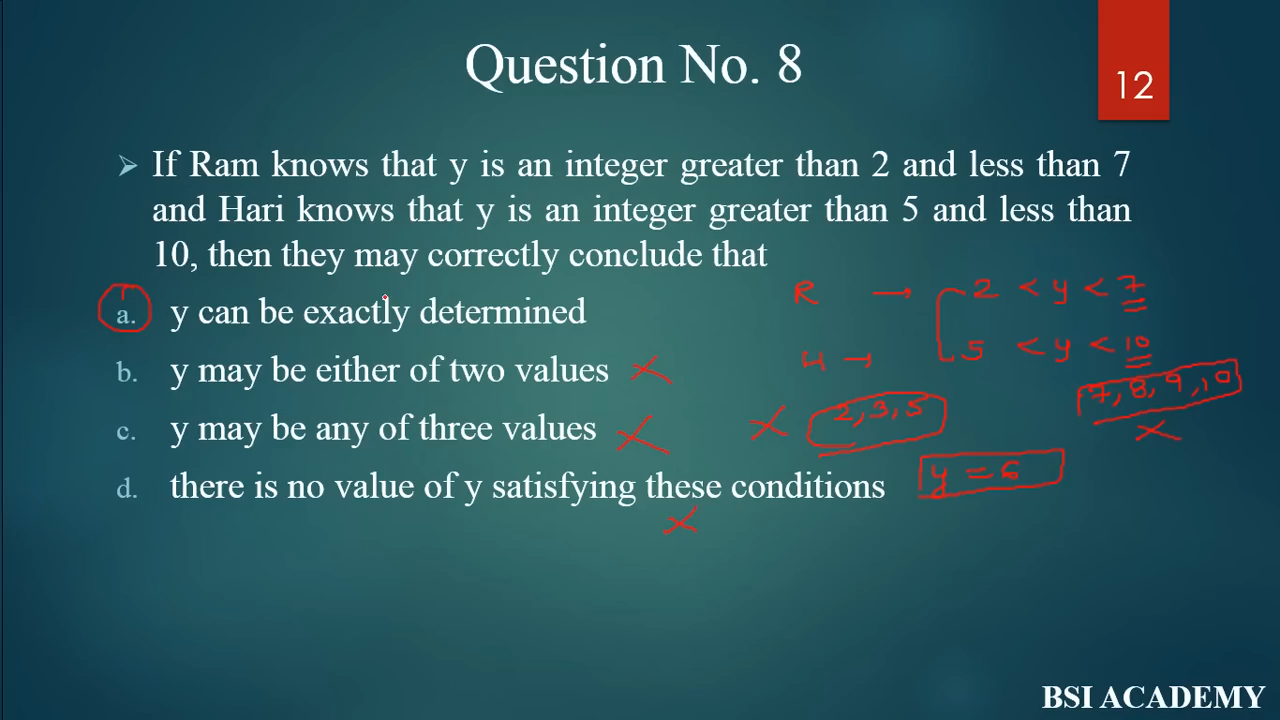 Question No. 8
12
➢ If Ram knows that y is an integer greater than 2 and less than 7
and Hari knows that y is an integer greater than 5 and less than
10, then they may correctly conclude that
R → 2 < y < 7
a. y can be exactly determined
H → 5 < y < 10
b. y may be either of two values
7, 8, 9, 10
2, 3, 5
c. y may be any of three values
y = 6
d. there is no value of y satisfying these conditions
BSI ACADEMY